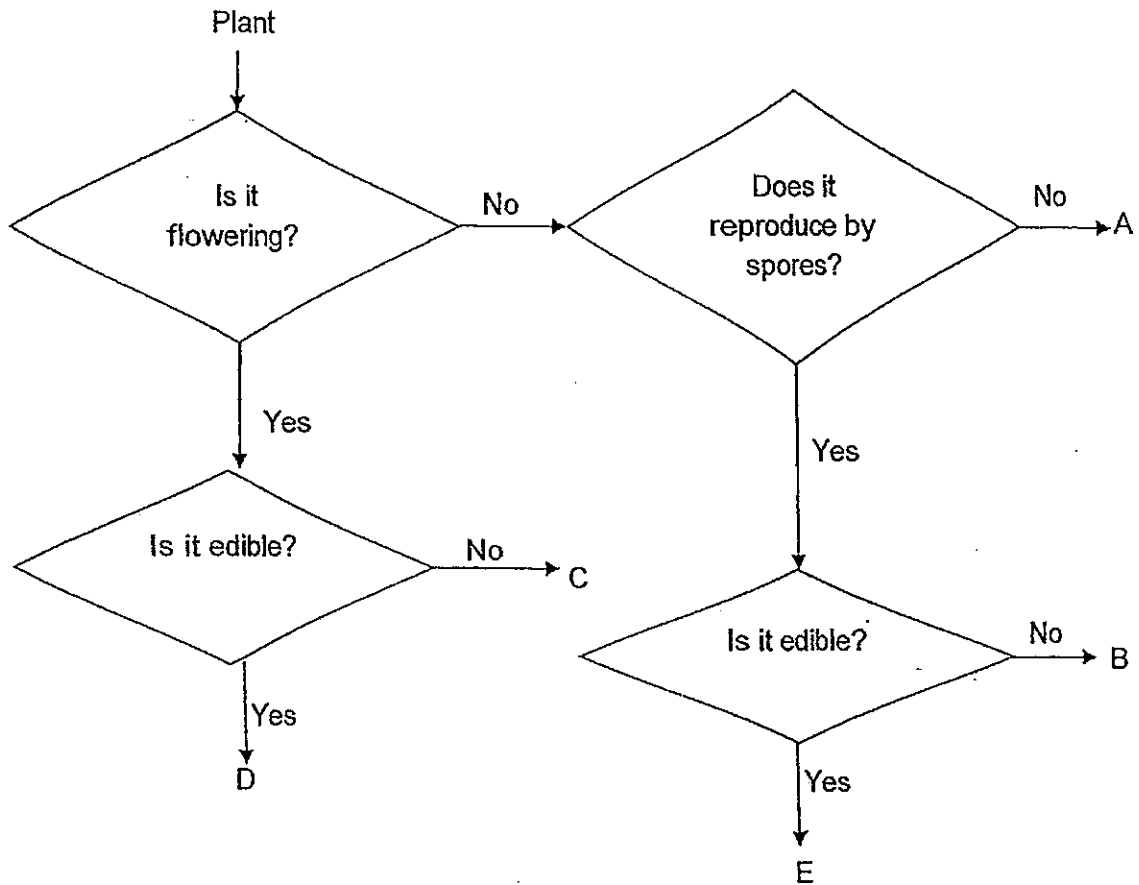 Plant
Is it
flowering?
No
Does it
reproduce by
spores?
No
A
Yes
Yes
Is it edible?
No
C
Is it edible?
No
B
Yes
D
Yes
E